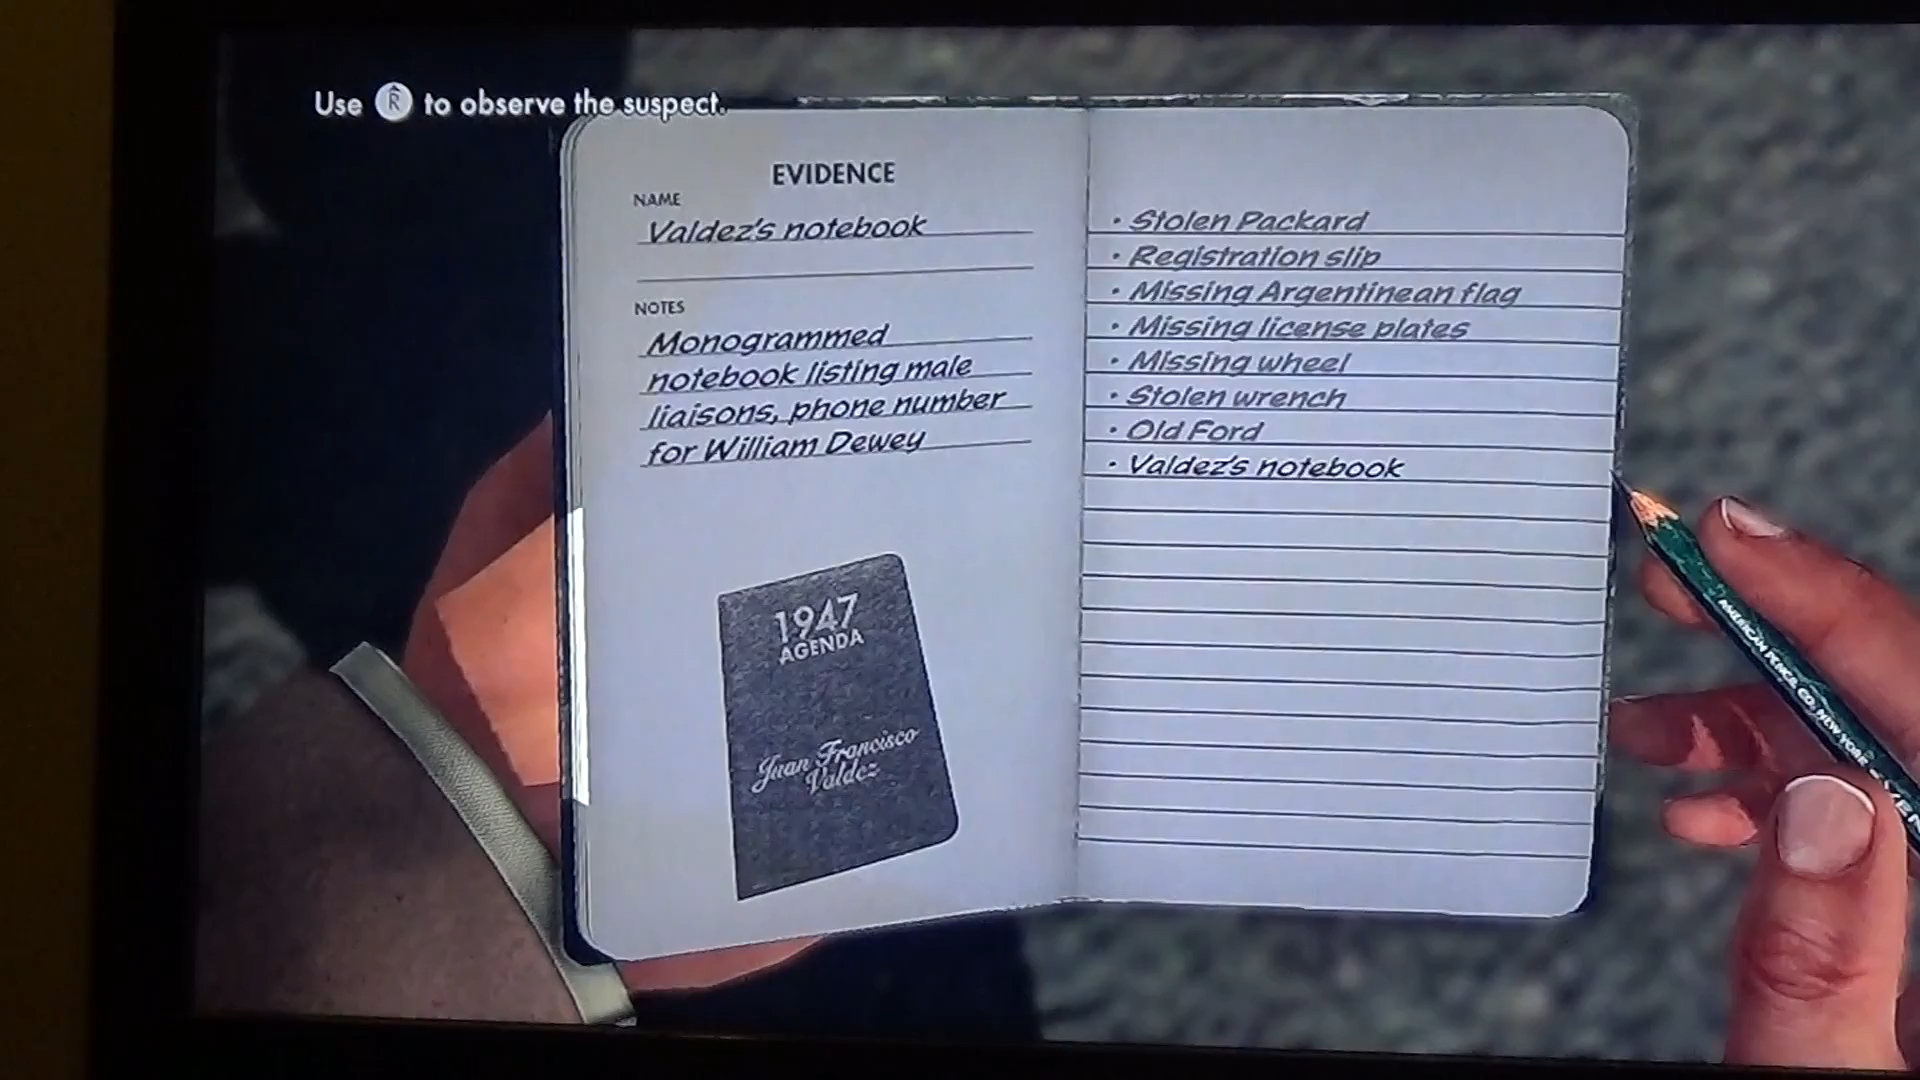 Use R to observe the suspect.
EVIDENCE
NAME
Valdez's notebook
NOTES
Monogrammed
notebook listing male
liaisons, phone number
for William Dewey
1947
AGENDA
Juan Francisco
Valdez
• Stolen Packard
• Registration slip
• Missing Argentinean flag
• Missing license plates
• Missing wheel
• Stolen wrench
• Old Ford
• Valdez's notebook
AMERICAN PENCIL CO. NEW YORK